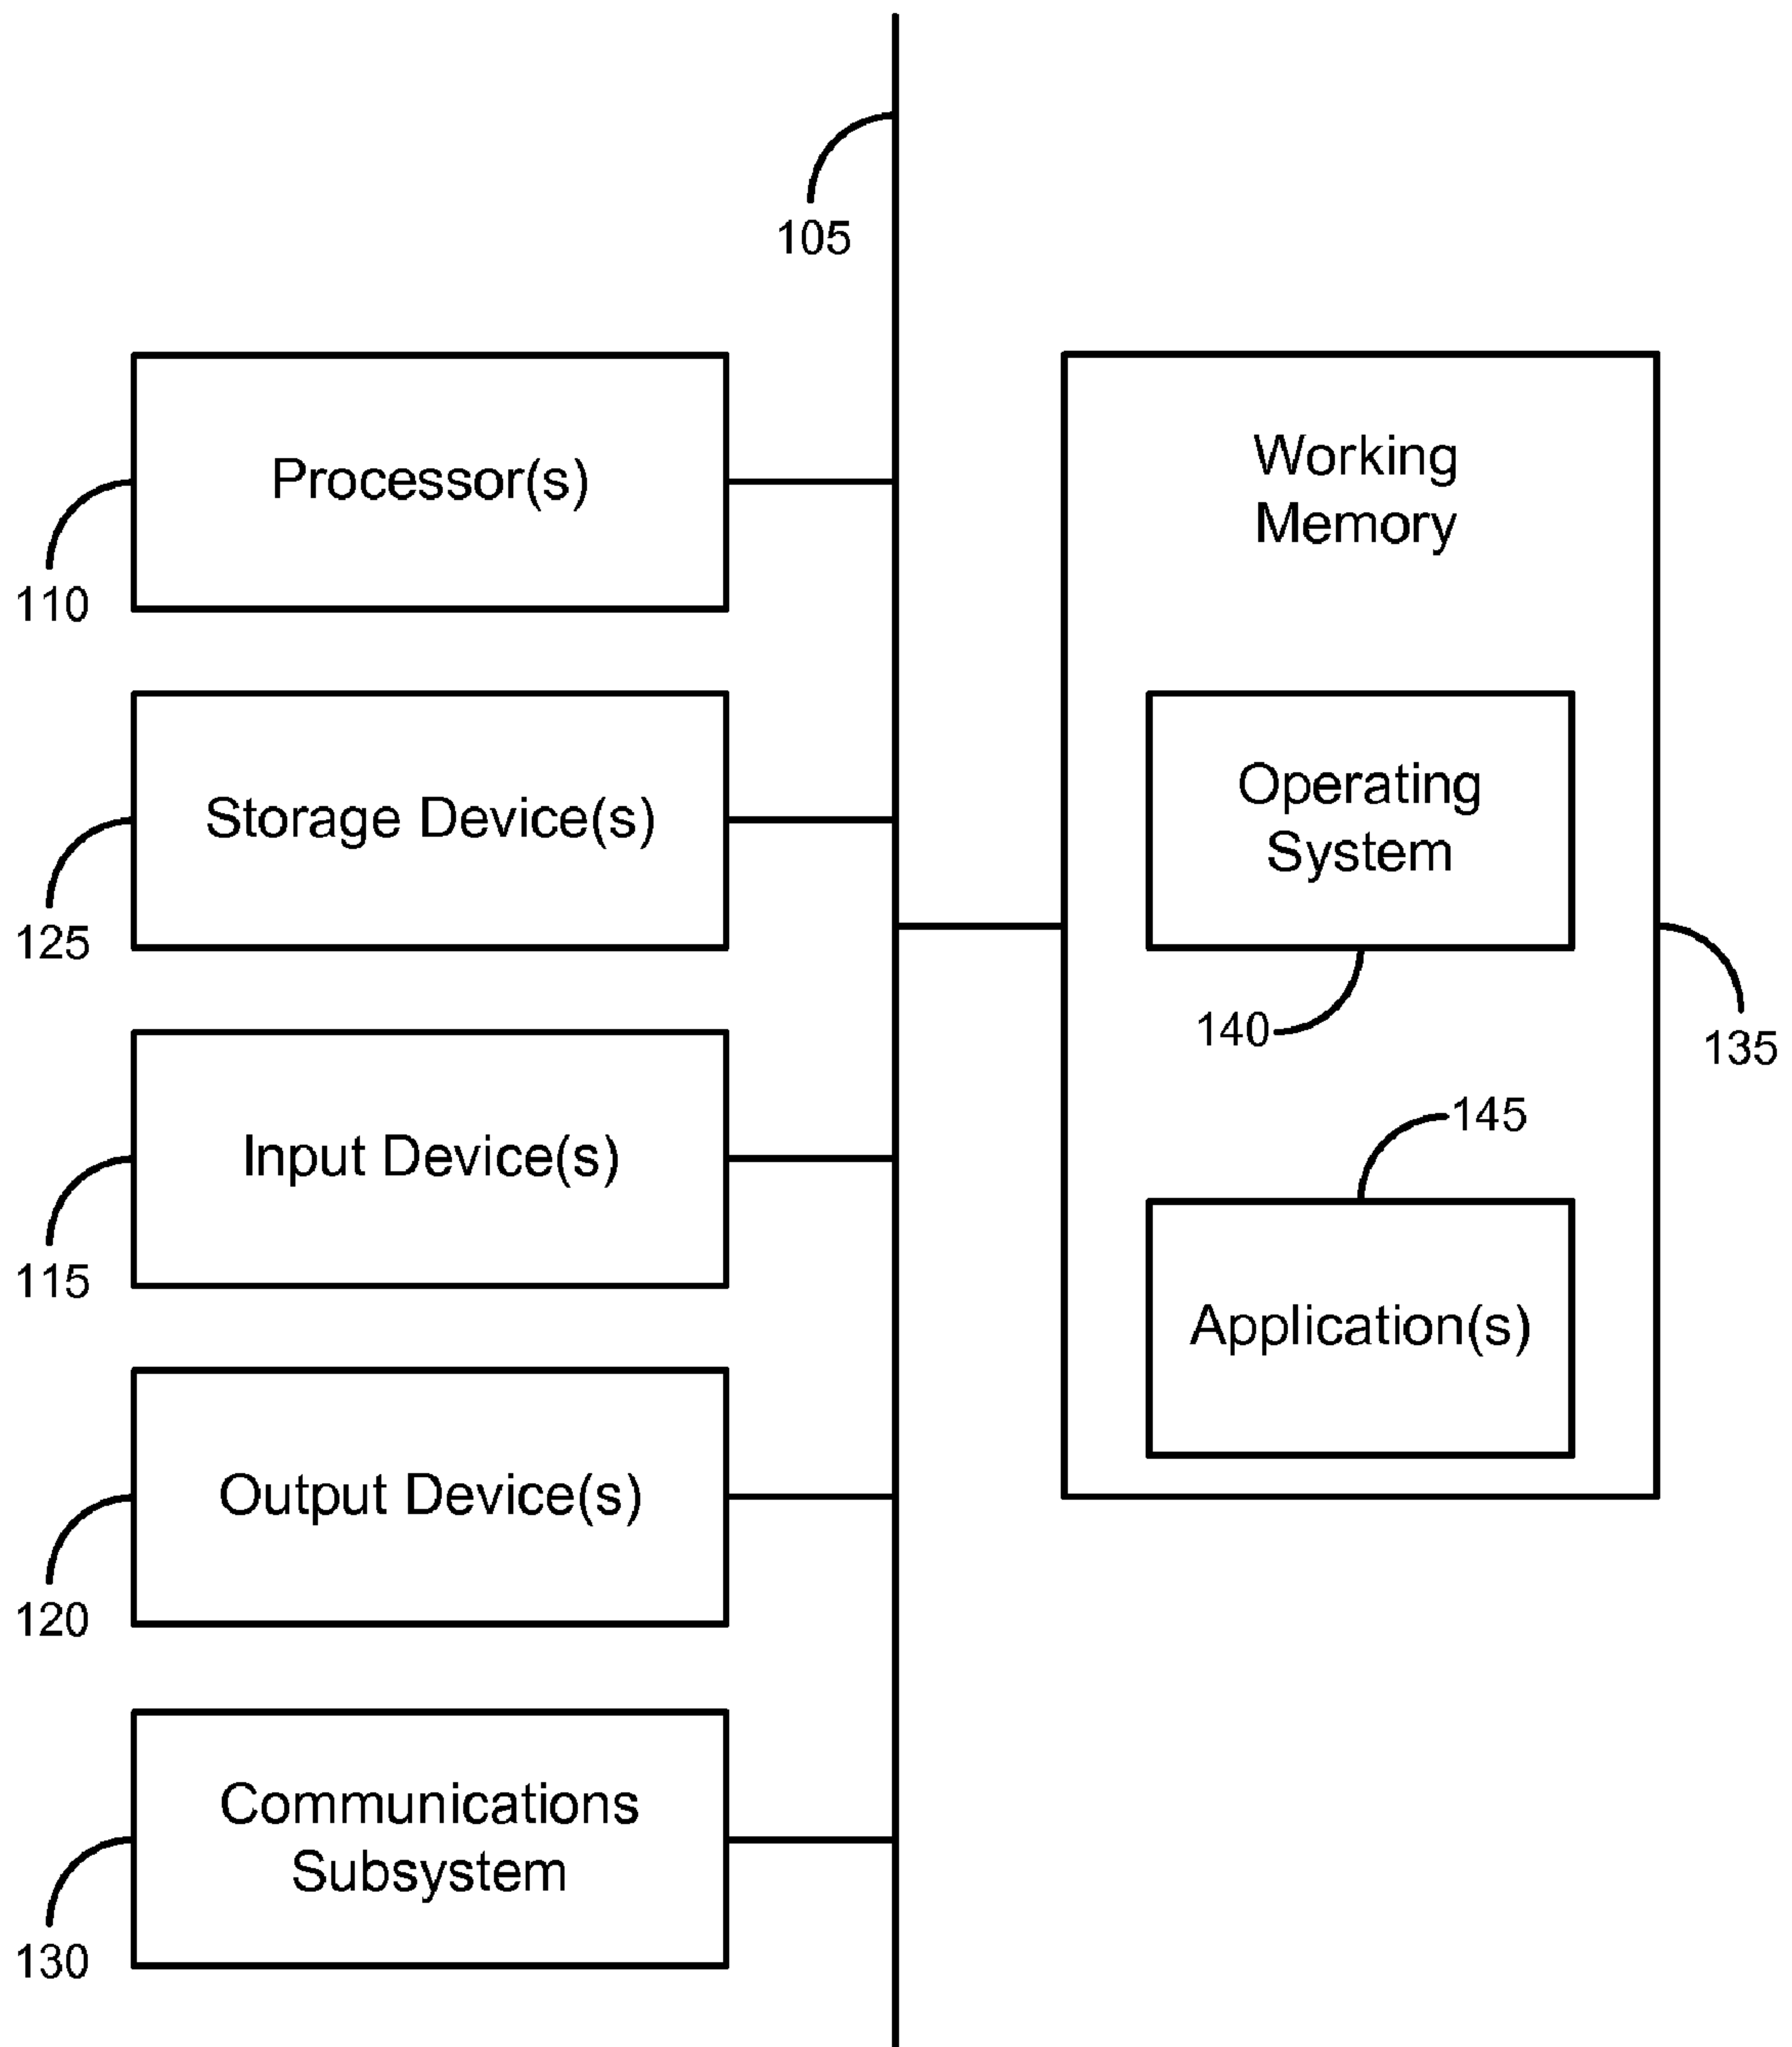 105
Processor(s)
110
Storage Device(s)
125
Input Device(s)
115
Output Device(s)
120
Communications
Subsystem
130
Working
Memory
Operating
System
140
135
145
Application(s)